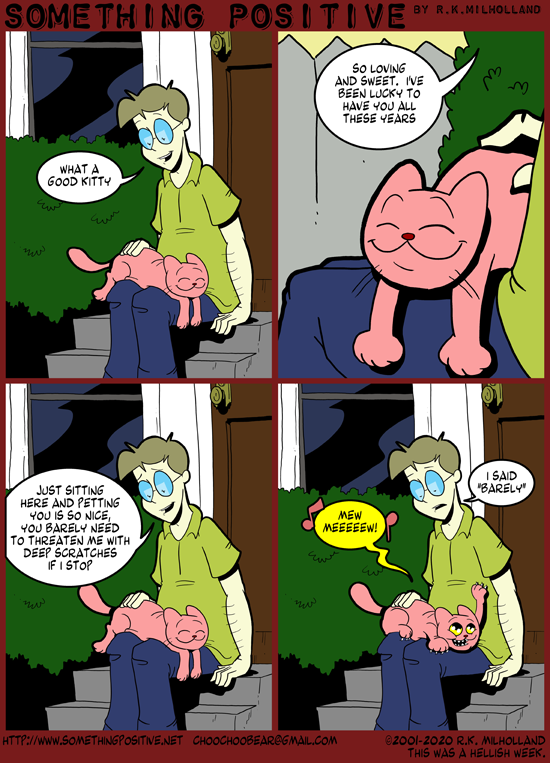 SOMETHING POSITIVE BY R.K.MILHOLLAND
WHAT A
GOOD KITTY
SO LOVING
AND SWEET. I'VE
BEEN LUCKY TO
HAVE YOU ALL
THESE YEARS
JUST SITTING
HERE AND PETTING
YOU IS SO NICE,
YOU BARELY NEED
TO THREATEN ME WITH
DEEP SCRATCHES
IF I STOP
MEW
MEEEEEW!
I SAID
"BARELY"
HTTP://WWW.SOMETHINGPOSITIVE.NET CHOOCHOOBEAR@GMAIL.COM
©2001-2020 R.K. MILHOLLAND
THIS WAS A HELLISH WEEK.